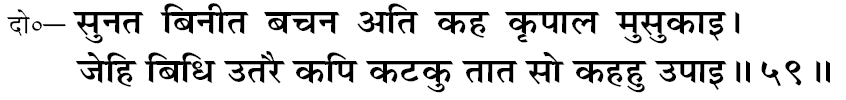 दो०— सुनत बिनीत बचन अति कह कृपाल मुसुकाइ।
जेहि बिधि उतरै कपि कटकु तात सो कहहु उपाइ॥ ५९॥